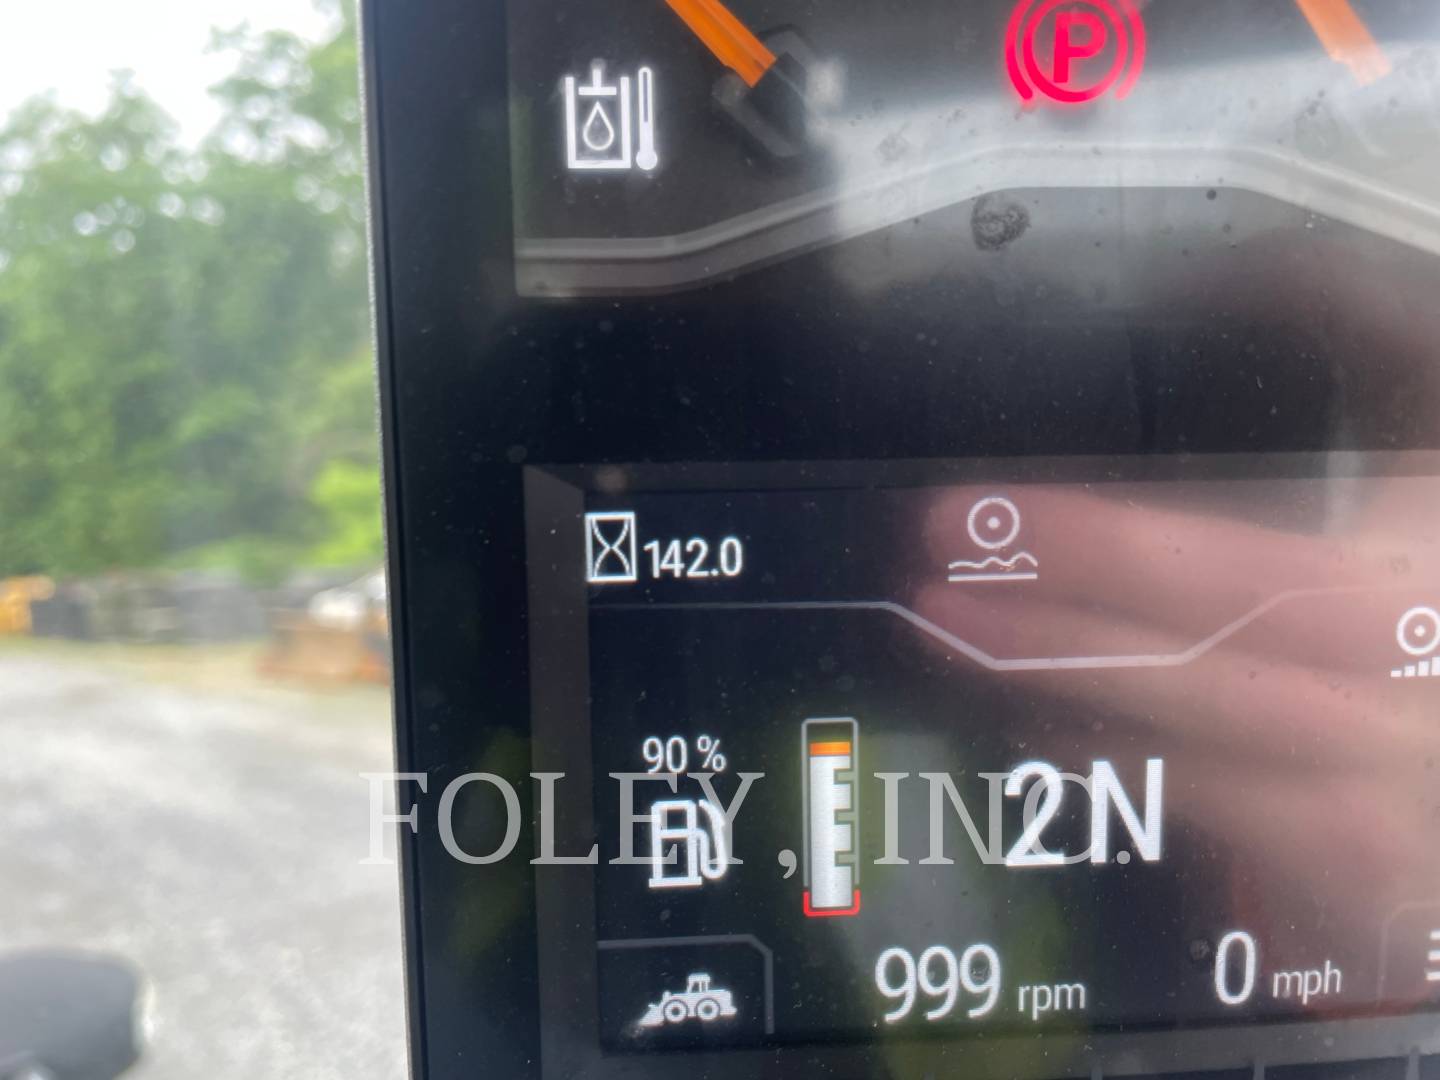 P
142.0
90 %
2N
FOLEY, INC.
999 rpm 0 mph